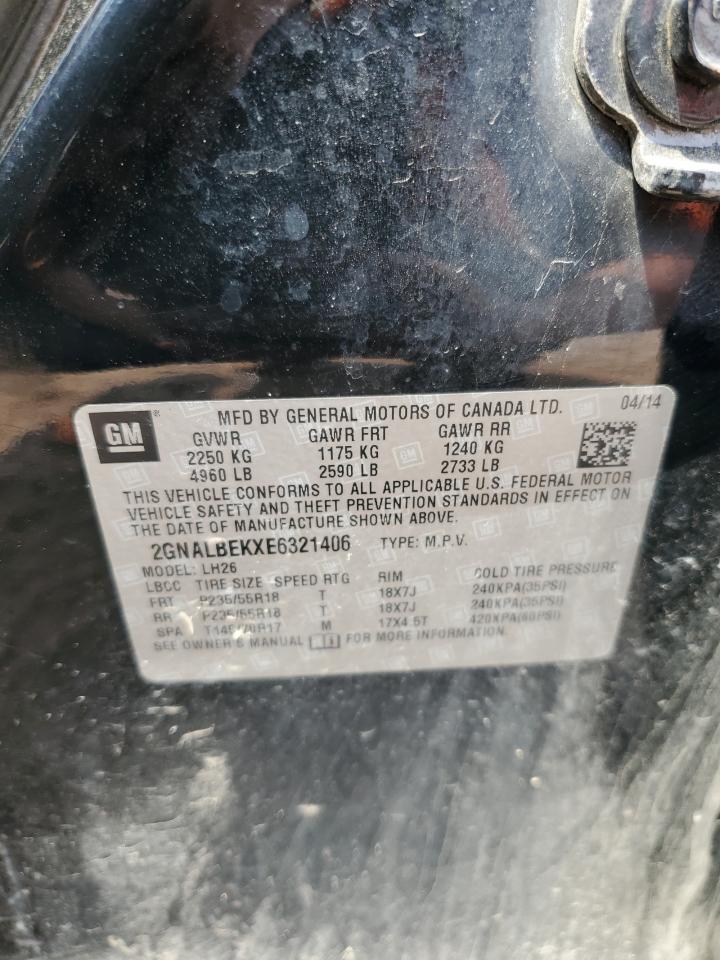 GM ®
MFD BY GENERAL MOTORS OF CANADA LTD. 04/14
GVWR GAWR FRT GAWR RR
2250 KG 1175 KG 1240 KG
4960 LB 2590 LB 2733 LB
THIS VEHICLE CONFORMS TO ALL APPLICABLE U.S. FEDERAL MOTOR
VEHICLE SAFETY AND THEFT PREVENTION STANDARDS IN EFFECT ON
THE DATE OF MANUFACTURE SHOWN ABOVE.
2GNALBEKXE6321406 TYPE: M.P.V.
MODEL: LH26
LBCC TIRE SIZE SPEED RTG RIM COLD TIRE PRESSURE
FRT P235/55R18 T 18X7J 240KPA(35PSI)
RR P235/55R18 T 18X7J 240KPA(35PSI)
SPA T145/70R17 M 17X4.5T 420KPA(60PSI)
SEE OWNER'S MANUAL FOR MORE INFORMATION.